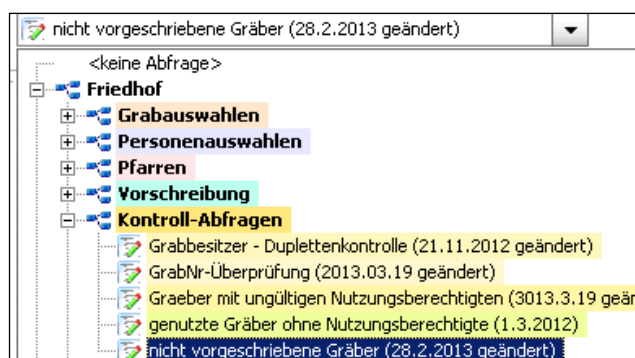 nicht vorgeschriebene Gräber (28.2.2013 geändert)
<keine Abfrage>
Friedhof
Grabauswahlen
Personenauswahlen
Pfarren
Vorschreibung
Kontroll-Abfragen
Grabbesitzer - Duplettenkontrolle (21.11.2012 geändert)
GrabNr-Überprüfung (2013.03.19 geändert)
Graeber mit ungültigen Nutzungsberechtigten (3013.3.19 geär
genutzte Gräber ohne Nutzungsberechtigte (1.3.2012)
nicht vorgeschriebene Gräber (28.2.2013 geändert)